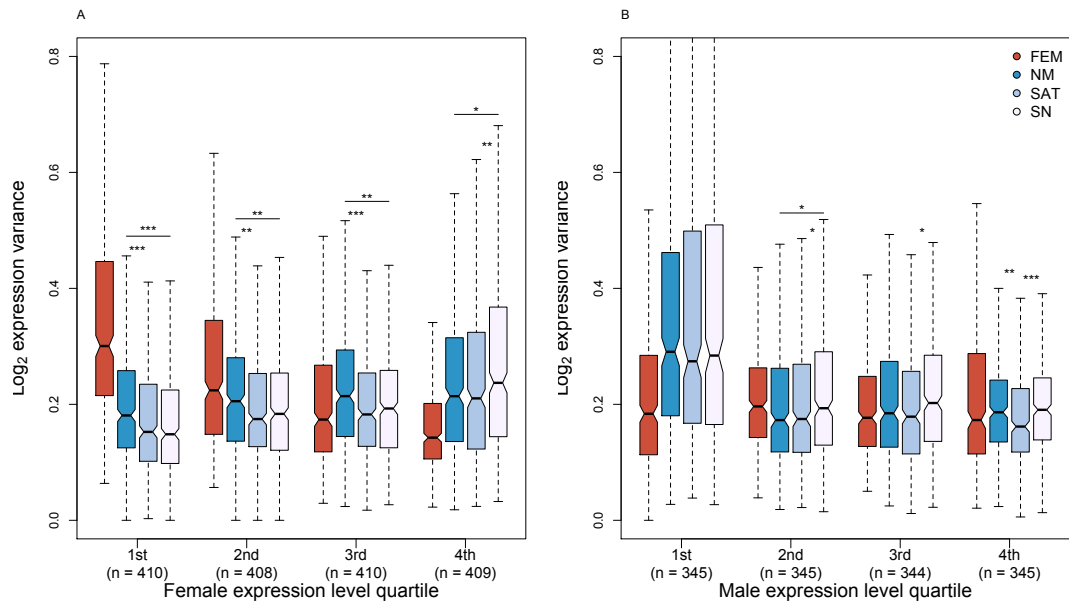 A
Log2 expression variance
0.8
0.6
0.4
0.2
0.0
***
***
**
**
**
***
*
**
1st
2nd
3rd
4th
(n = 410)
(n = 408)
(n = 410)
(n = 409)
Female expression level quartile
B
FEM
NM
SAT
SN
Log2 expression variance
0.8
0.6
0.4
0.2
0.0
*
*
*
**
***
1st
2nd
3rd
4th
(n = 345)
(n = 345)
(n = 344)
(n = 345)
Male expression level quartile